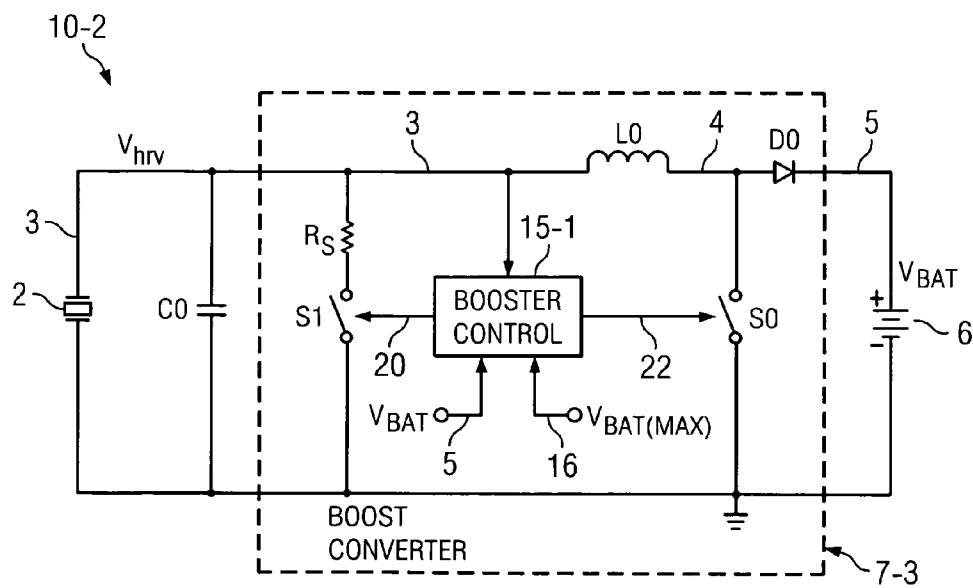 10-2
V_hrv
3
L0
4
D0
5
3
R_S
15-1
2
C0
S1
BOOSTER
CONTROL
S0
V_BAT
+
-
6
20
22
V_BAT
5
16
V_BAT(MAX)
BOOST
CONVERTER
7-3